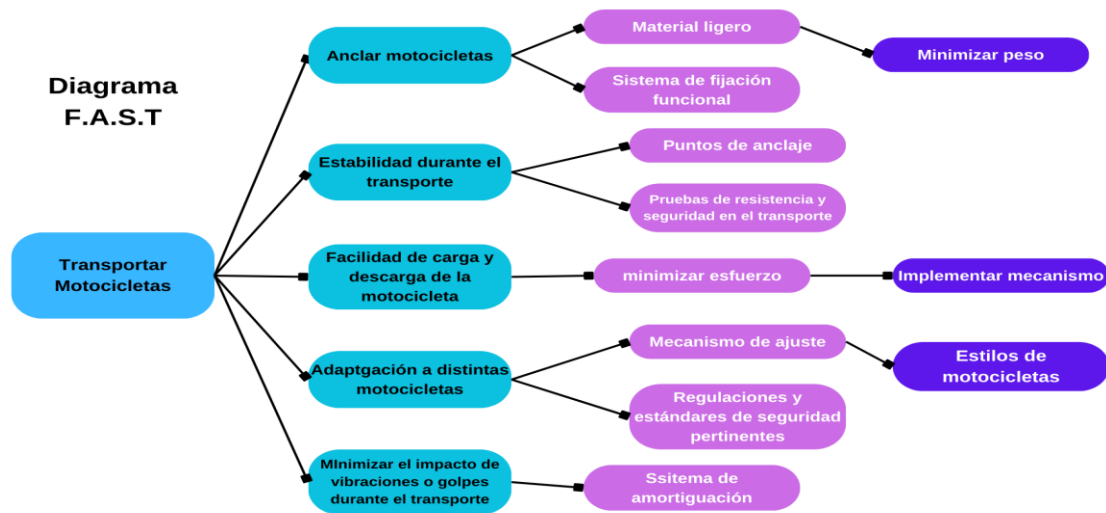 Diagrama
F.A.S.T
Transportar
Motocicletas
Anclar motocicletas
Material ligero
Minimizar peso
Sistema de fijación
funcional
Estabilidad durante el
transporte
Puntos de anclaje
Pruebas de resistencia y
seguridad en el transporte
Facilidad de carga y
descarga de la
motocicleta
minimizar esfuerzo
Implementar mecanismo
Adaptgación a distintas
motocicletas
Mecanismo de ajuste
Estilos de
motocicletas
Regulaciones y
estándares de seguridad
pertinentes
MInimizar el impacto de
vibraciones o golpes
durante el transporte
Ssitema de
amortiguación